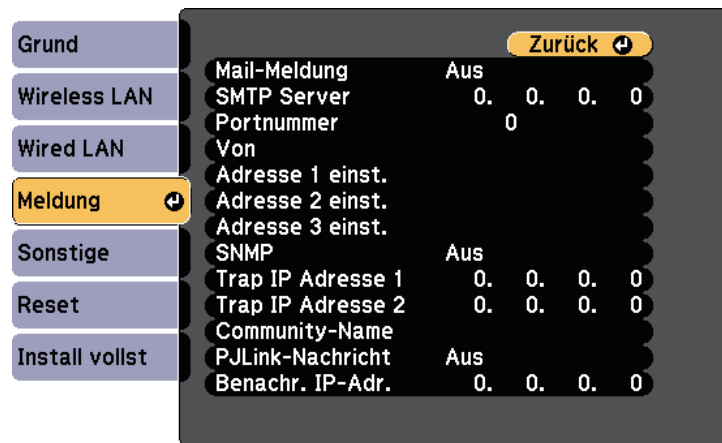 Grund
Wireless LAN
Wired LAN
Meldung
Sonstige
Reset
Install vollst
Zurück
Mail-Meldung Aus
SMTP Server 0. 0. 0. 0
Portnummer 0
Von
Adresse 1 einst.
Adresse 2 einst.
Adresse 3 einst.
SNMP Aus
Trap IP Adresse 1 0. 0. 0. 0
Trap IP Adresse 2 0. 0. 0. 0
Community-Name
PJLink-Nachricht Aus
Benachr. IP-Adr. 0. 0. 0. 0